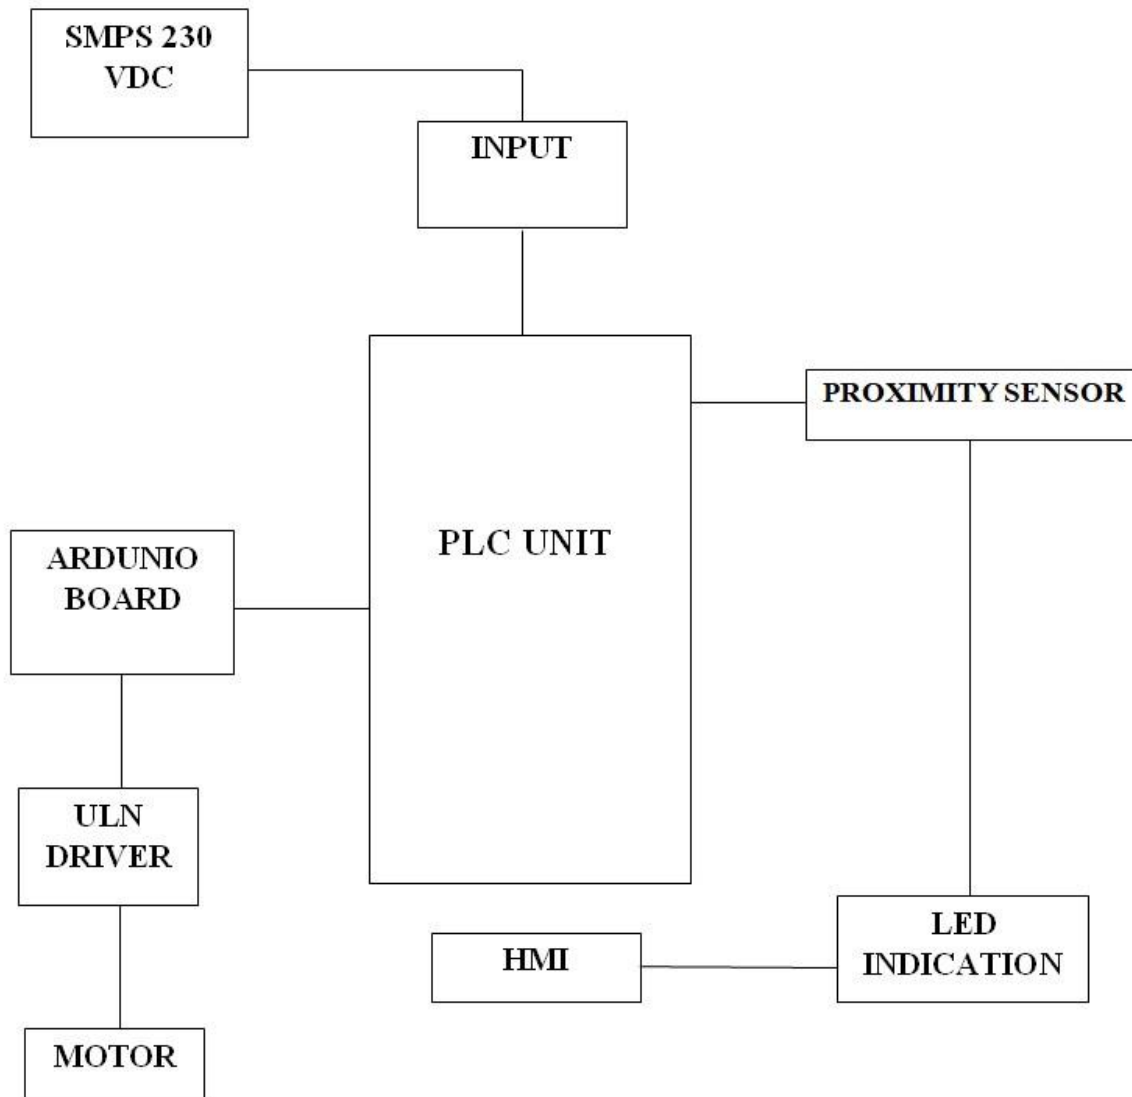 SMPS 230
VDC
INPUT
PROXIMITY SENSOR
PLC UNIT
ARDUNIO
BOARD
ULN
DRIVER
LED
INDICATION
HMI
MOTOR